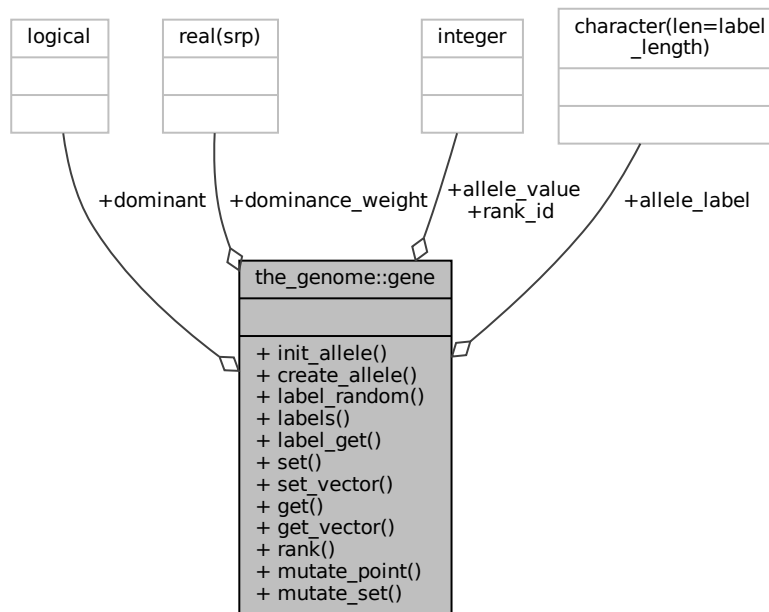 logical
real(srp)
integer
character(len=label
_length)
+dominant
+dominance_weight
+allele_value
+rank_id
+allele_label
the_genome::gene
+ init_allele()
+ create_allele()
+ label_random()
+ labels()
+ label_get()
+ set()
+ set_vector()
+ get()
+ get_vector()
+ rank()
+ mutate_point()
+ mutate_set()